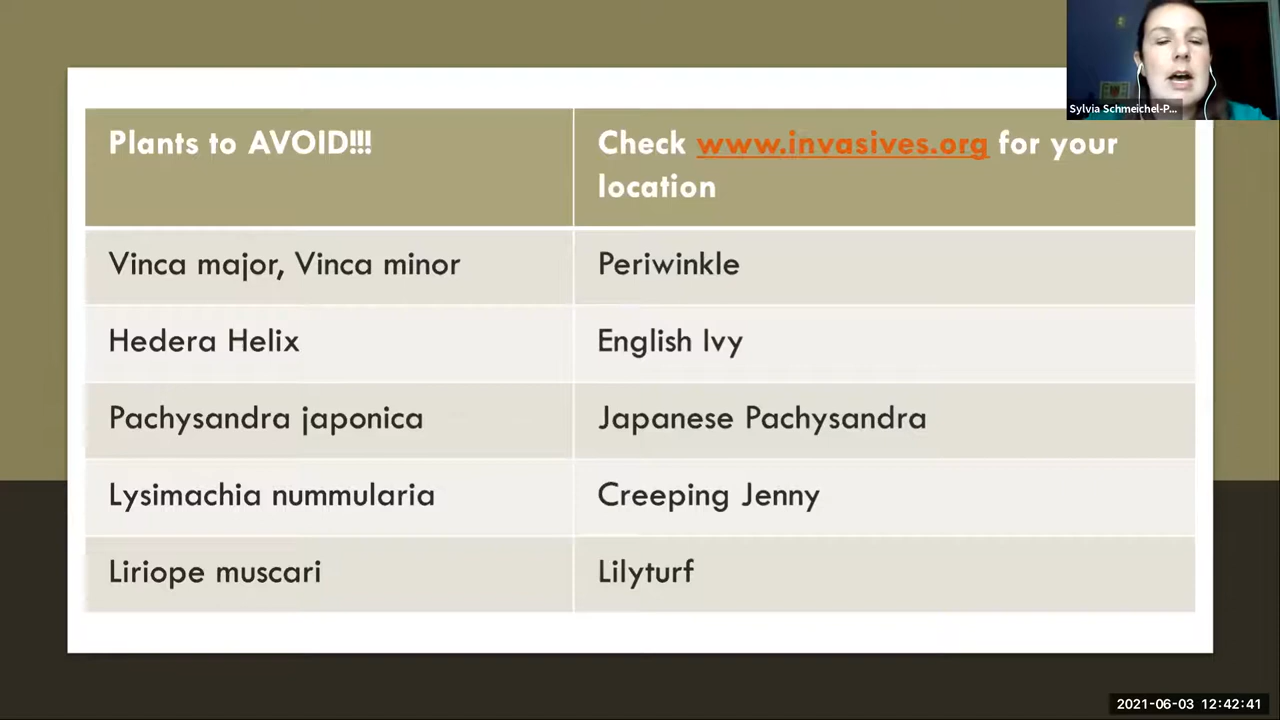 Sylvia Schmeichel-P...
Plants to AVOID!!!
Check www.invasives.org for your
location
Vinca major, Vinca minor
Periwinkle
Hedera Helix
English Ivy
Pachysandra japonica
Japanese Pachysandra
Lysimachia nummularia
Creeping Jenny
Liriope muscari
Lilyturf
2021-06-03 12:42:41